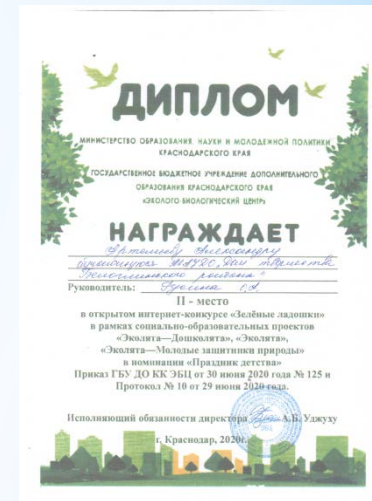 ДИПЛОМ
МИНИСТЕРСТВО ОБРАЗОВАНИЯ, НАУКИ И МОЛОДЕЖНОЙ ПОЛИТИКИ
КРАСНОДАРСКОГО КРАЯ
ГОСУДАРСТВЕННОЕ БЮДЖЕТНОЕ УЧРЕЖДЕНИЕ ДОПОЛНИТЕЛЬНОГО
ОБРАЗОВАНИЯ КРАСНОДАРСКОГО КРАЯ
«ЭКОЛОГО БИОЛОГИЧЕСКИЙ ЦЕНТР»
НАГРАЖДАЕТ
Александру
Дом творчества
района"
Руководитель:
II - место
в открытом интернет-конкурсе «Зелёные ладошки»
в рамках социально-образовательных проектов
«Эколята—Дошколята», «Эколята»,
«Эколята—Молодые защитники природы»
в номинации «Праздник детства»
Приказ ГБУ ДО КК ЭБЦ от 30 июня 2020 года № 125 и
Протокол № 10 от 29 июня 2020 года.
Исполняющий обязанности директора А.Б. Уджуху
г. Краснодар, 2020г.